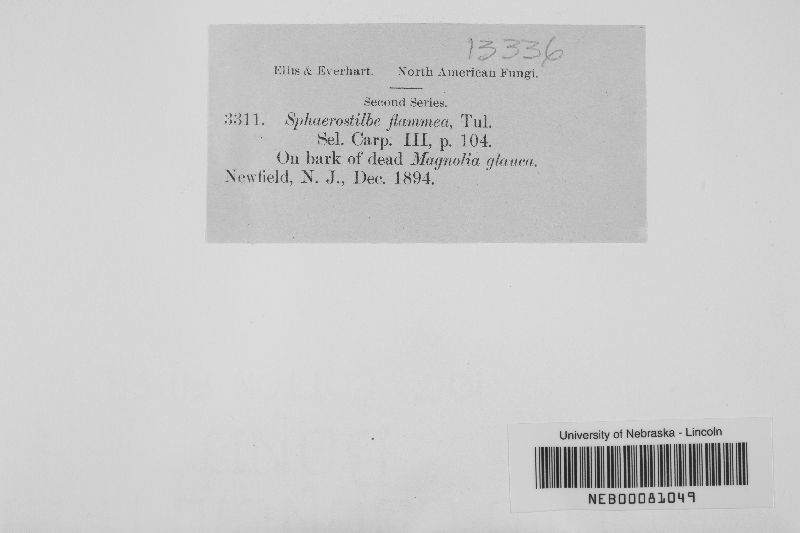 13336
Ellis & Everhart. North American Fungi.
Second Series.
3311. Sphaerostilbe flammea, Tul.
Sel. Carp. III, p. 104.
On bark of dead Magnolia glauca.
Newfield, N. J., Dec. 1894.
University of Nebraska - Lincoln
NEB00081049